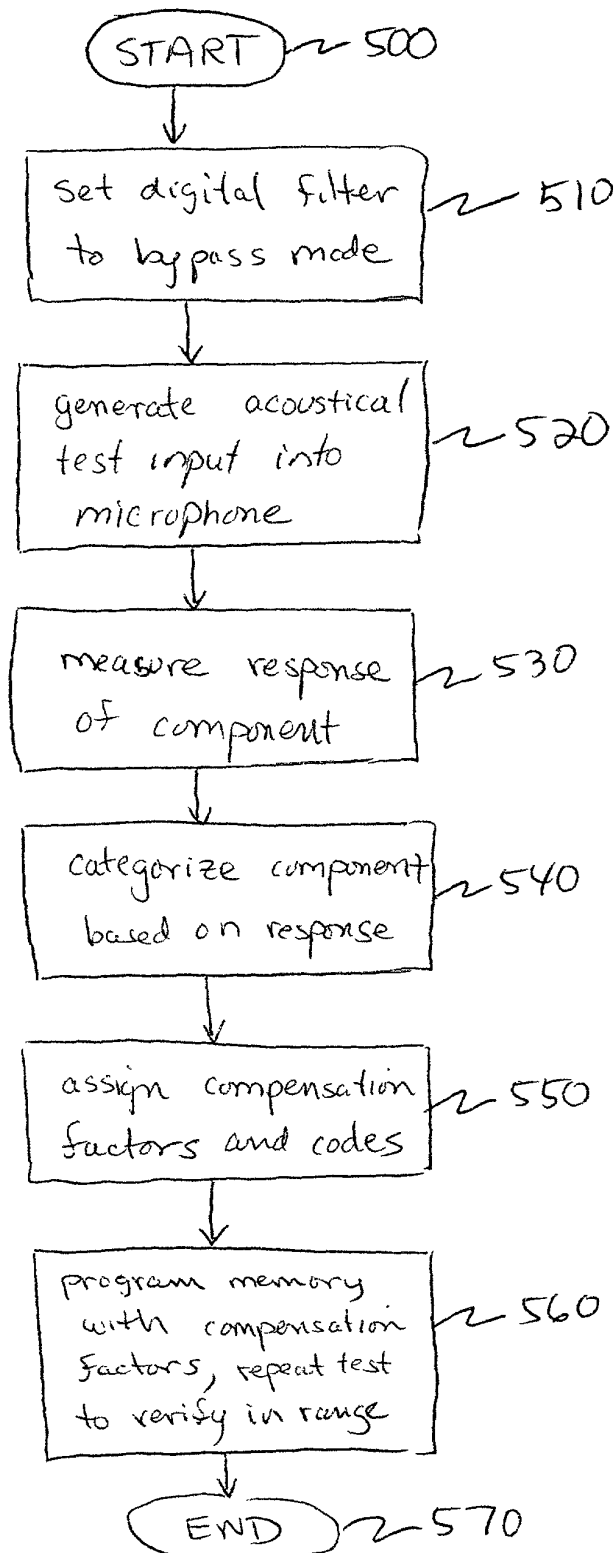 START 500
set digital filter
to bypass mode
510
generate acoustical
test input into
microphone
520
measure response
of component
530
categorize component
based on response
540
assign compensation
factors and codes
550
program memory
with compensation
factors, repeat test
to verify in range
560
END 570